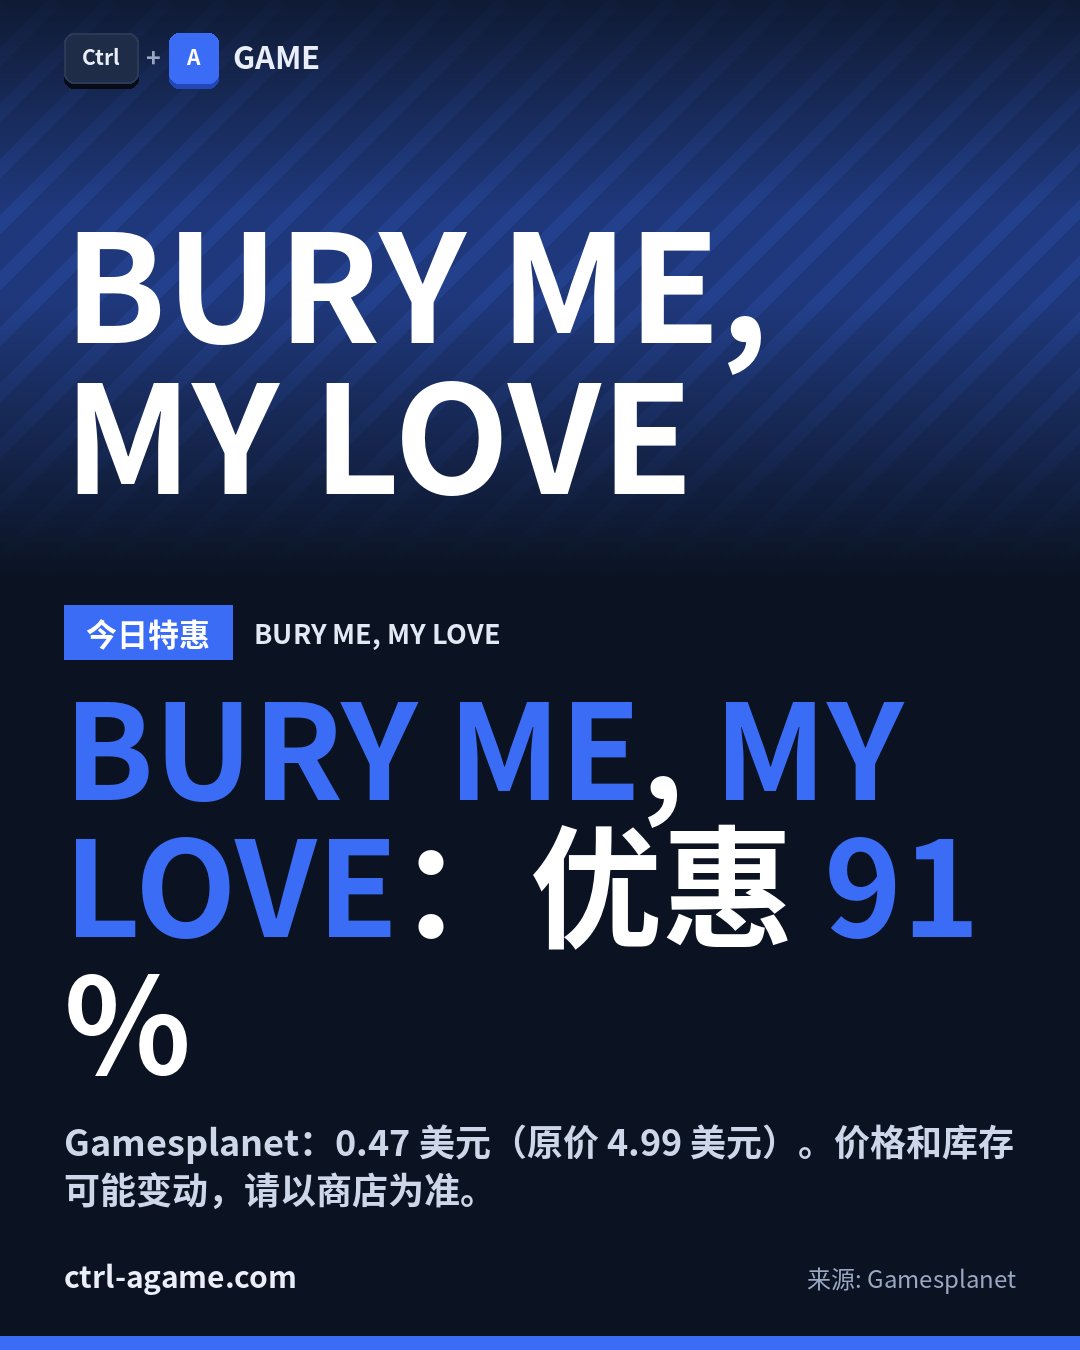 Ctrl + A GAME
BURY ME,
MY LOVE
今日特惠 BURY ME, MY LOVE
BURY ME, MY
LOVE：优惠 91
%
Gamesplanet：0.47 美元（原价 4.99 美元）。价格和库存
可能变动，请以商店为准。
ctrl-agame.com 来源: Gamesplanet